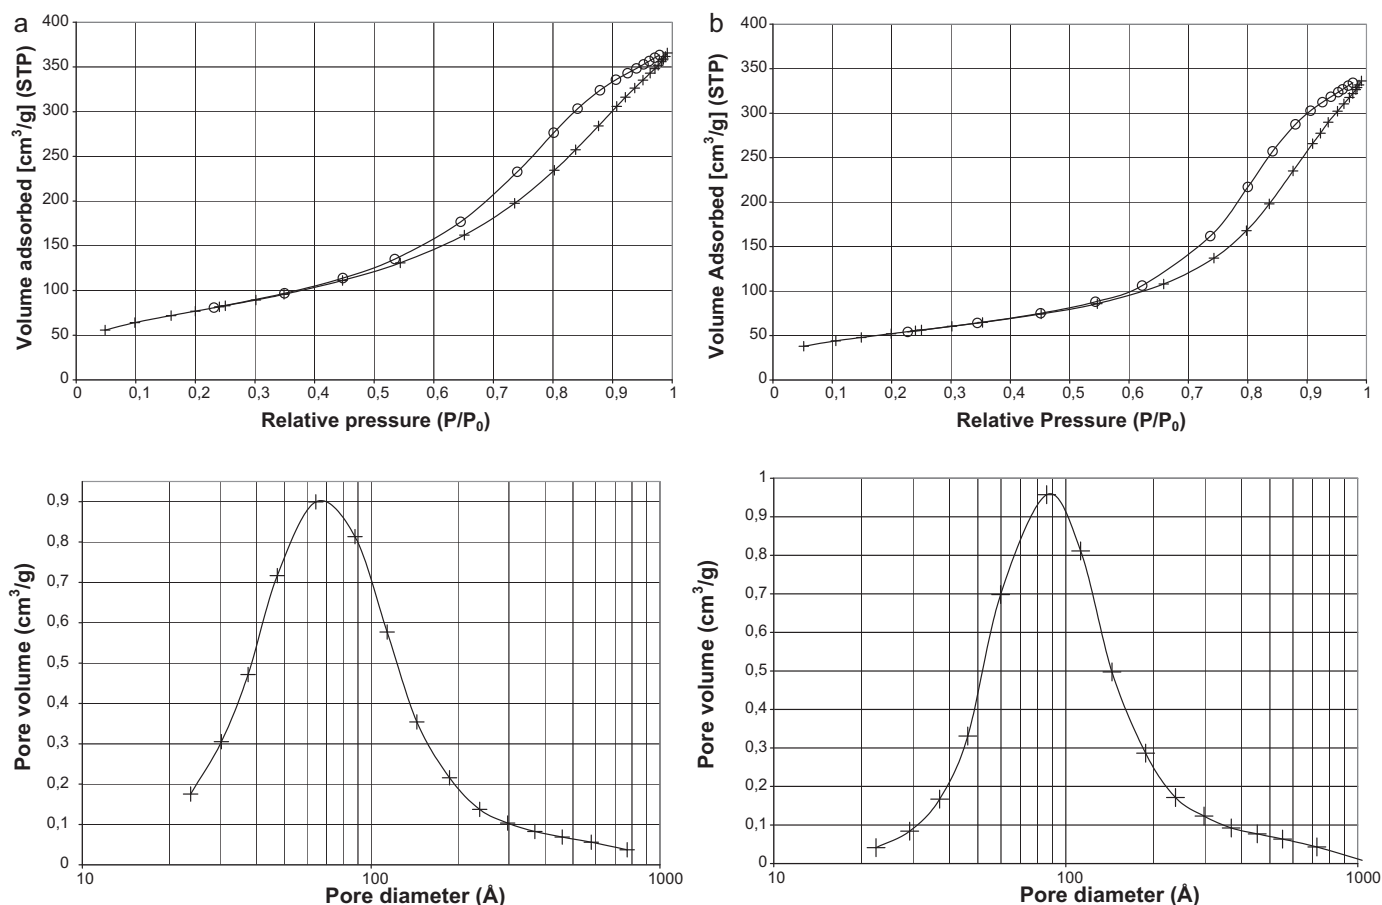 a
Volume adsorbed [cm³/g] (STP)
400
350
300
250
200
150
100
50
0
0 0,1 0,2 0,3 0,4 0,5 0,6 0,7 0,8 0,9 1
Relative pressure (P/P₀)
b
Volume Adsorbed [cm³/g] (STP)
400
350
300
250
200
150
100
50
0
0 0,1 0,2 0,3 0,4 0,5 0,6 0,7 0,8 0,9 1
Relative Pressure (P/P₀)
Pore volume (cm³/g)
0,9
0,8
0,7
0,6
0,5
0,4
0,3
0,2
0,1
0
10 100 1000
Pore diameter (Å)
Pore volume (cm³/g)
1
0,9
0,8
0,7
0,6
0,5
0,4
0,3
0,2
0,1
0
10 100 1000
Pore diameter (Å)